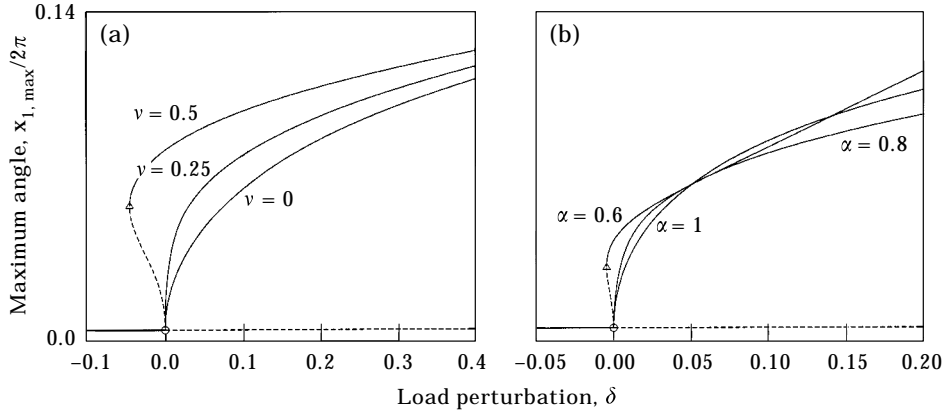 0.14
(a)
(b)
ν = 0.5
ν = 0.25
ν = 0
α = 0.8
α = 0.6
α = 1
Maximum angle, x1, max/2π
0.0
−0.1 0.0 0.1 0.2 0.3 0.4
−0.05 0.00 0.05 0.10 0.15 0.20
Load perturbation, δ